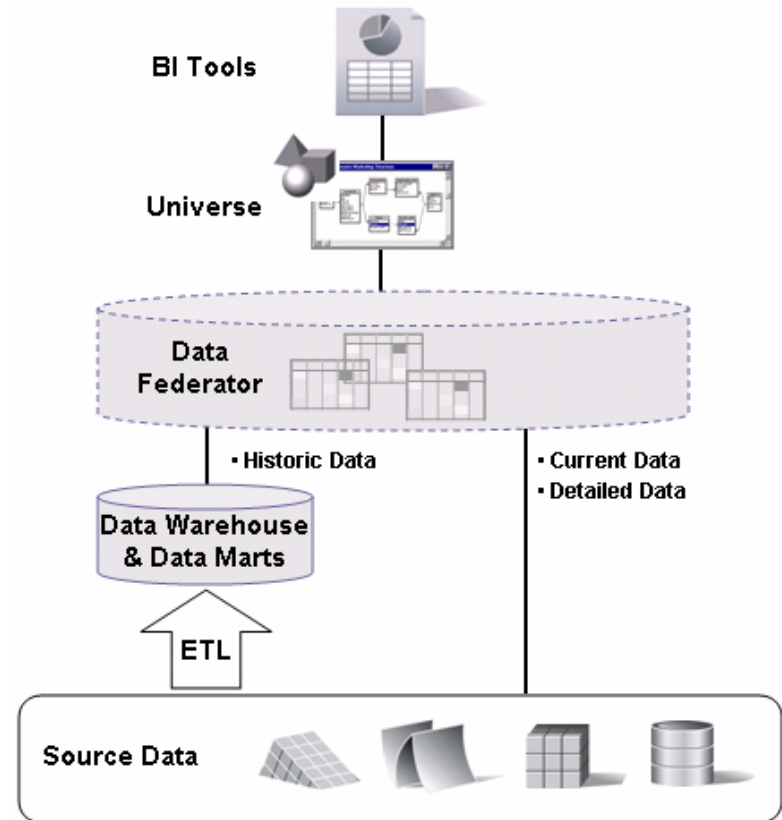 BI Tools
Universe
Data
Federator
▪ Historic Data
▪ Current Data
▪ Detailed Data
Data Warehouse
& Data Marts
ETL
Source Data